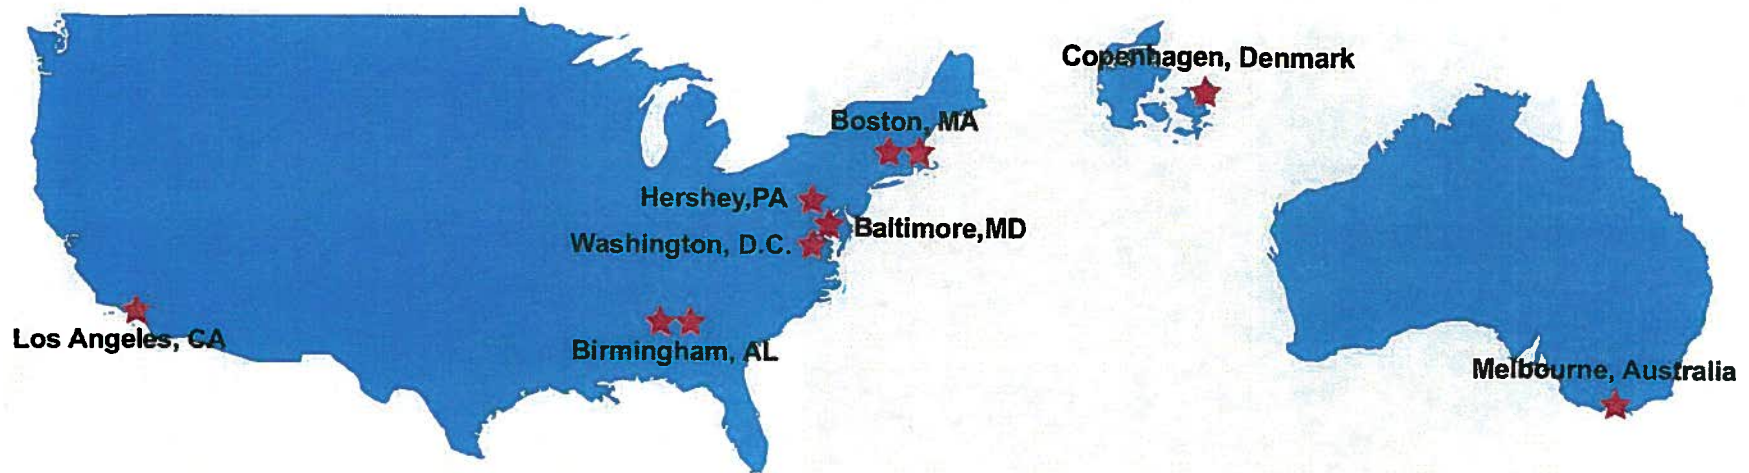 Copenhagen, Denmark
Boston, MA
Hershey,PA
Baltimore,MD
Washington, D.C.
Los Angeles, CA
Birmingham, AL
Melbourne, Australia